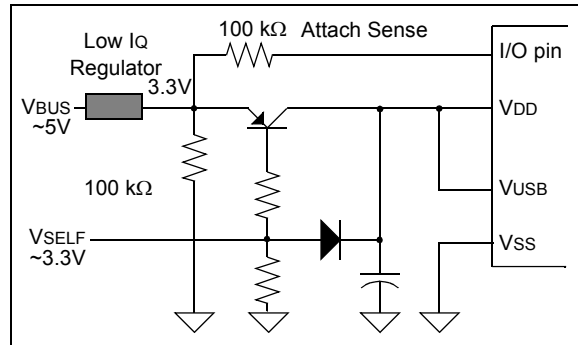 100 kΩ Attach Sense
I/O pin
Low IQ
Regulator
3.3V
VBUS
~5V
VDD
100 kΩ
VUSB
VSELF
~3.3V
VSS